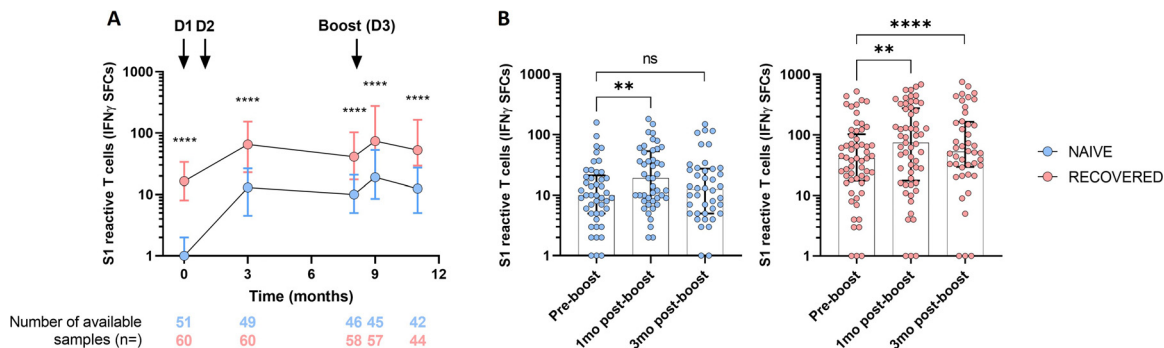 A
D1 D2 Boost (D3)
S1 reactive T cells (IFNγ SFCs)
1000
100
10
1
****
****
****
****
****
0 3 6 9 12
Time (months)
Number of available
samples (n=)
51 49 46 45 42
60 60 58 57 44
B
S1 reactive T cells (IFNγ SFCs)
1000
100
10
1
ns
**
Pre-boost
1mo post-boost
3mo post-boost
S1 reactive T cells (IFNγ SFCs)
1000
100
10
1
****
**
Pre-boost
1mo post-boost
3mo post-boost
NAIVE
RECOVERED